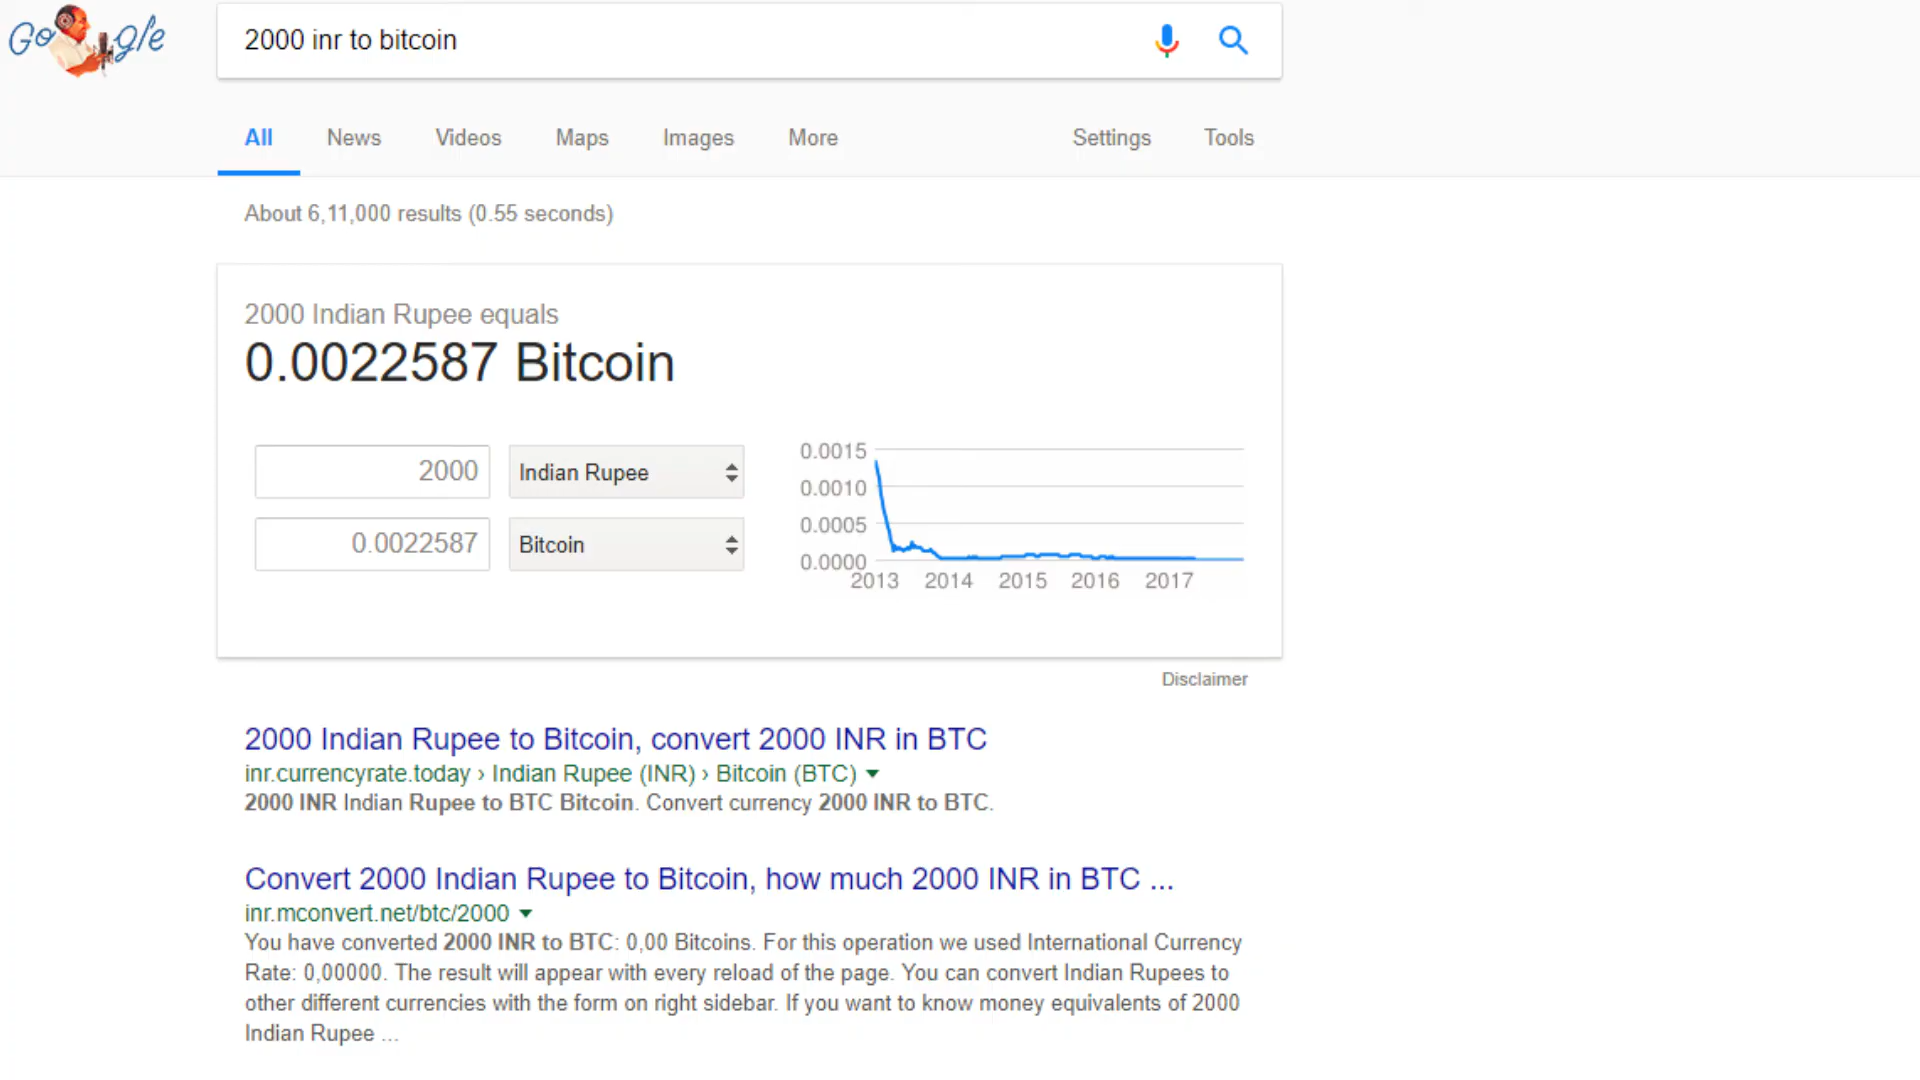 Google
2000 inr to bitcoin
All News Videos Maps Images More Settings Tools
About 6,11,000 results (0.55 seconds)
2000 Indian Rupee equals
0.0022587 Bitcoin
2000 Indian Rupee
0.0022587 Bitcoin
0.0015
0.0010
0.0005
0.0000
2013 2014 2015 2016 2017
Disclaimer
2000 Indian Rupee to Bitcoin, convert 2000 INR in BTC
inr.currencyrate.today › Indian Rupee (INR) › Bitcoin (BTC)
2000 INR Indian Rupee to BTC Bitcoin. Convert currency 2000 INR to BTC.
Convert 2000 Indian Rupee to Bitcoin, how much 2000 INR in BTC ...
inr.mconvert.net/btc/2000
You have converted 2000 INR to BTC: 0,00 Bitcoins. For this operation we used International Currency
Rate: 0,00000. The result will appear with every reload of the page. You can convert Indian Rupees to
other different currencies with the form on right sidebar. If you want to know money equivalents of 2000
Indian Rupee ...